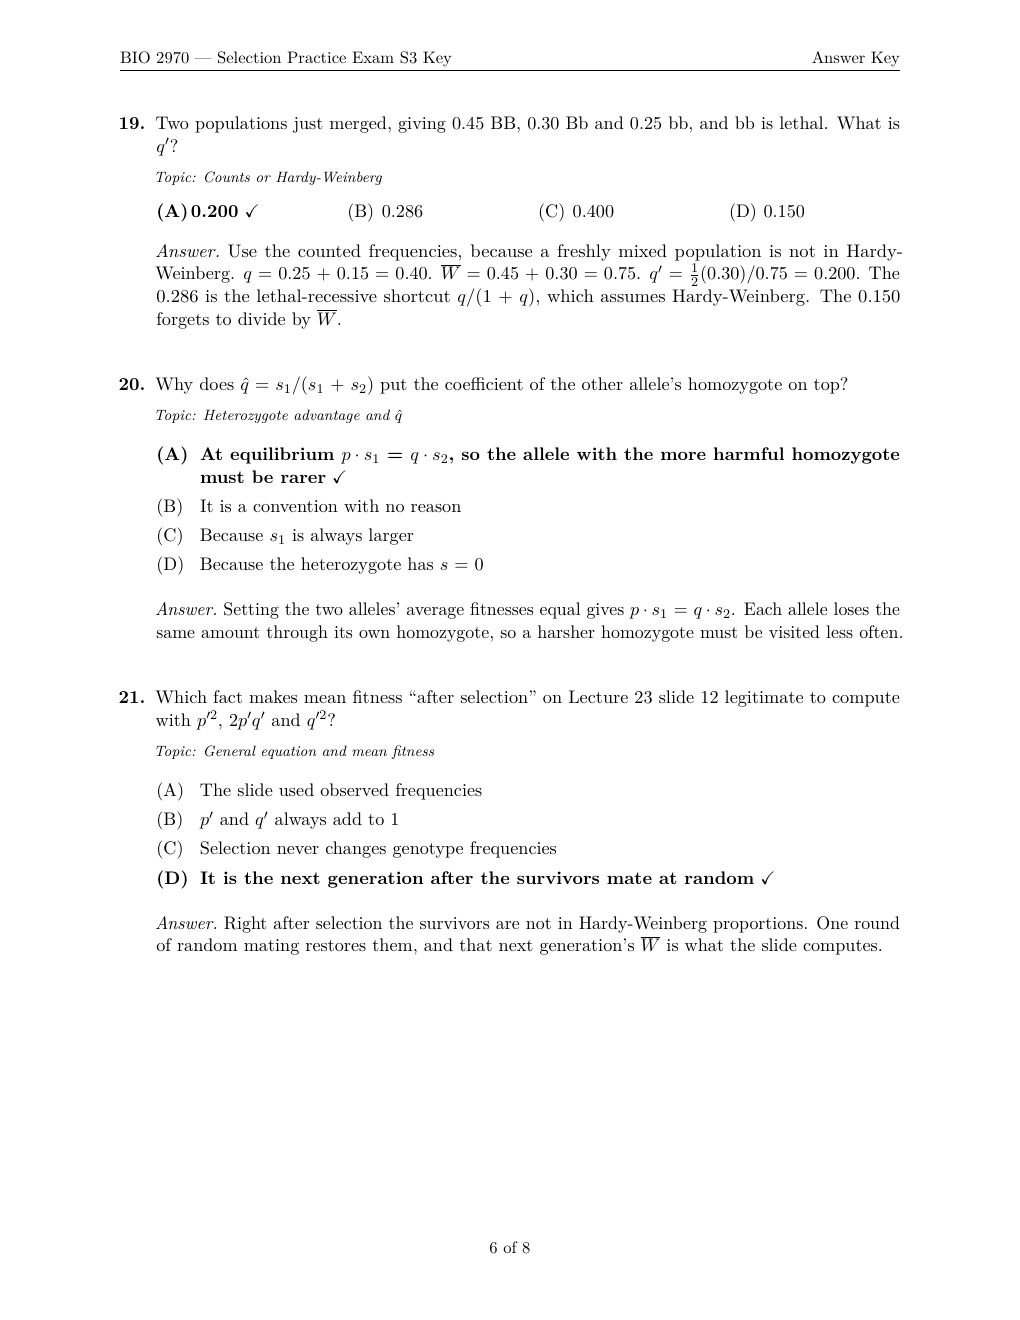 BIO 2970 — Selection Practice Exam S3 Key Answer Key
19. Two populations just merged, giving 0.45 BB, 0.30 Bb and 0.25 bb, and bb is lethal. What is
q′?
Topic: Counts or Hardy-Weinberg
(A) 0.200 ✓ (B) 0.286 (C) 0.400 (D) 0.150
Answer. Use the counted frequencies, because a freshly mixed population is not in Hardy-
Weinberg. q = 0.25 + 0.15 = 0.40. W̅ = 0.45 + 0.30 = 0.75. q′ = ½(0.30)/0.75 = 0.200. The
0.286 is the lethal-recessive shortcut q/(1 + q), which assumes Hardy-Weinberg. The 0.150
forgets to divide by W̅.
20. Why does q̂ = s₁/(s₁ + s₂) put the coefficient of the other allele's homozygote on top?
Topic: Heterozygote advantage and q̂
(A) At equilibrium p · s₁ = q · s₂, so the allele with the more harmful homozygote
must be rarer ✓
(B) It is a convention with no reason
(C) Because s₁ is always larger
(D) Because the heterozygote has s = 0
Answer. Setting the two alleles' average fitnesses equal gives p · s₁ = q · s₂. Each allele loses the
same amount through its own homozygote, so a harsher homozygote must be visited less often.
21. Which fact makes mean fitness “after selection” on Lecture 23 slide 12 legitimate to compute
with p′², 2p′q′ and q′²?
Topic: General equation and mean fitness
(A) The slide used observed frequencies
(B) p′ and q′ always add to 1
(C) Selection never changes genotype frequencies
(D) It is the next generation after the survivors mate at random ✓
Answer. Right after selection the survivors are not in Hardy-Weinberg proportions. One round
of random mating restores them, and that next generation's W̅ is what the slide computes.
6 of 8